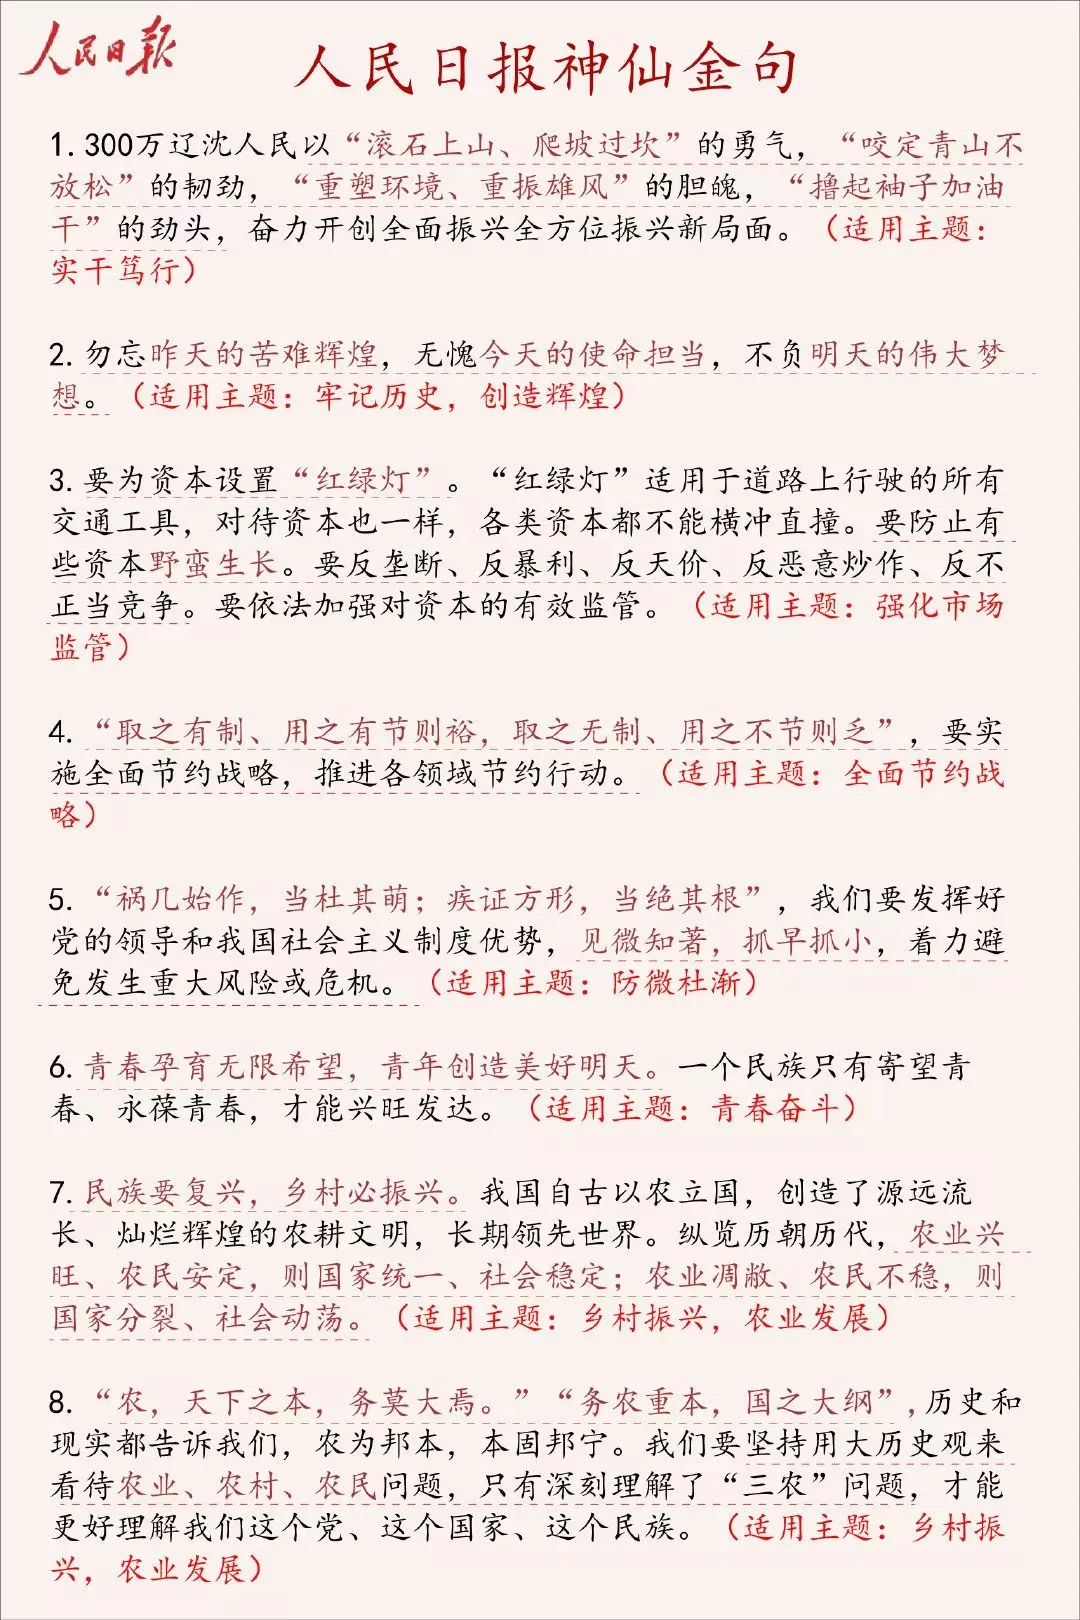 人民日报
人民日报神仙金句
1.300万辽沈人民以“滚石上山、爬坡过坎”的勇气，“咬定青山不
放松”的韧劲，“重塑环境、重振雄风”的胆魄，“撸起袖子加油
干”的劲头，奋力开创全面振兴全方位振兴新局面。（适用主题：
实干笃行）
2.勿忘昨天的苦难辉煌，无愧今天的使命担当，不负明天的伟大梦
想。（适用主题：牢记历史，创造辉煌）
3.要为资本设置“红绿灯”。“红绿灯”适用于道路上行驶的所有
交通工具，对待资本也一样，各类资本都不能横冲直撞。要防止有
些资本野蛮生长。要反垄断、反暴利、反天价、反恶意炒作、反不
正当竞争。要依法加强对资本的有效监管。（适用主题：强化市场
监管）
4.“取之有制、用之有节则裕，取之无制、用之不节则乏”，要实
施全面节约战略，推进各领域节约行动。（适用主题：全面节约战
略）
5.“祸几始作，当杜其萌；疾证方形，当绝其根”，我们要发挥好
党的领导和我国社会主义制度优势，见微知著，抓早抓小，着力避
免发生重大风险或危机。（适用主题：防微杜渐）
6.青春孕育无限希望，青年创造美好明天。一个民族只有寄望青
春、永葆青春，才能兴旺发达。（适用主题：青春奋斗）
7.民族要复兴，乡村必振兴。我国自古以农立国，创造了源远流
长、灿烂辉煌的农耕文明，长期领先世界。纵览历朝历代，农业兴
旺、农民安定，则国家统一、社会稳定；农业凋敝、农民不稳，则
国家分裂、社会动荡。（适用主题：乡村振兴，农业发展）
8.“农，天下之本，务莫大焉。”“务农重本，国之大纲”,历史和
现实都告诉我们，农为邦本，本固邦宁。我们要坚持用大历史观来
看待农业、农村、农民问题，只有深刻理解了“三农”问题，才能
更好理解我们这个党、这个国家、这个民族。（适用主题：乡村振
兴，农业发展）